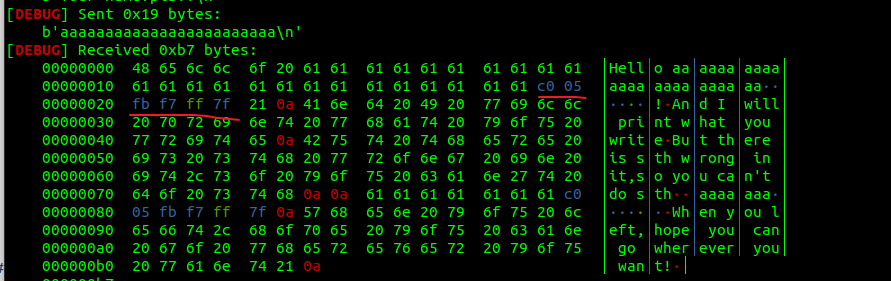 [DEBUG] Sent 0x19 bytes:
b'aaaaaaaaaaaaaaaaaaaaaaaa\n'
[DEBUG] Received 0xb7 bytes:
00000000 48 65 6c 6c 6f 20 61 61 61 61 61 61 61 61 61 61 │Hell│o aa│aaaa│aaaa│
00000010 61 61 61 61 61 61 61 61 61 61 61 61 61 61 c0 05 │aaaa│aaaa│aaaa│aa··│
00000020 fb f7 ff 7f 21 0a 41 6e 64 20 49 20 77 69 6c 6c │····│!·An│d I │will│
00000030 20 70 72 69 6e 74 20 77 68 61 74 20 79 6f 75 20 │ pri│nt w│hat │you │
00000040 77 72 69 74 65 0a 42 75 74 20 74 68 65 72 65 20 │writ│e·Bu│t th│ere │
00000050 69 73 20 73 74 68 20 77 72 6f 6e 67 20 69 6e 20 │is s│th w│rong│ in │
00000060 69 74 2c 73 6f 20 79 6f 75 20 63 61 6e 27 74 20 │it,s│o yo│u ca│n't │
00000070 64 6f 20 73 74 68 0a 0a 61 61 61 61 61 61 61 c0 │do s│th··│aaaa│aaa·│
00000080 05 fb f7 ff 7f 0a 57 68 65 6e 20 79 6f 75 20 6c │····│··Wh│en y│ou l│
00000090 65 66 74 2c 68 6f 70 65 20 79 6f 75 20 63 61 6e │eft,│hope│ you│ can│
000000a0 20 67 6f 20 77 68 65 72 65 76 65 72 20 79 6f 75 │ go │wher│ever│ you│
000000b0 20 77 61 6e 74 21 0a │ wan│t!·│